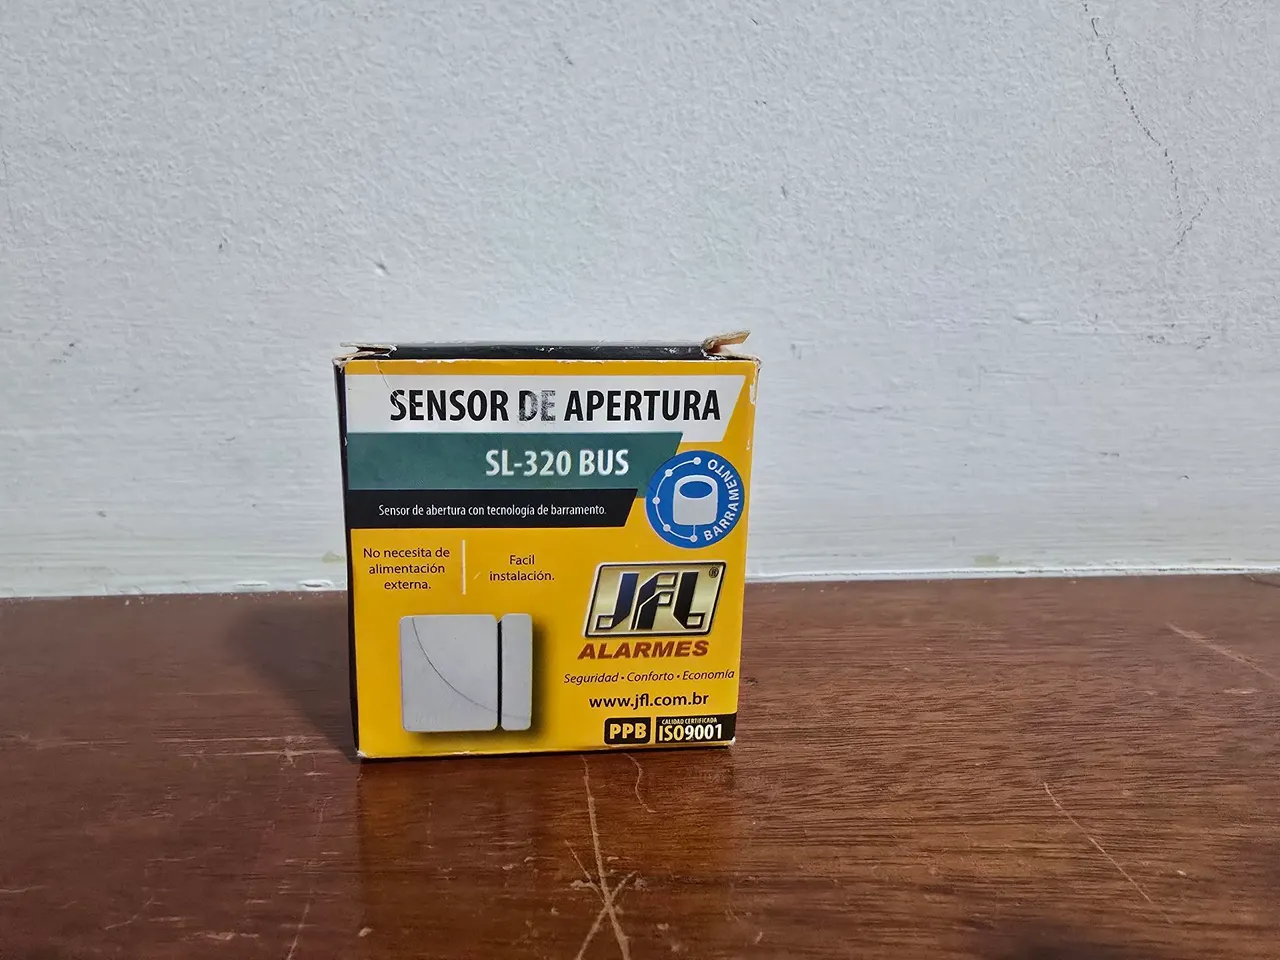 SENSOR DE APERTURA
SL-320 BUS
BARRAMENTO
Sensor de abertura con tecnología de barramento.
No necesita de
alimentación
externa.
Facil
instalación.
JFL®
ALARMES
Seguridad • Conforto • Economía
www.jfl.com.br
PPB
CALIDAD CERTIFICADA
ISO9001